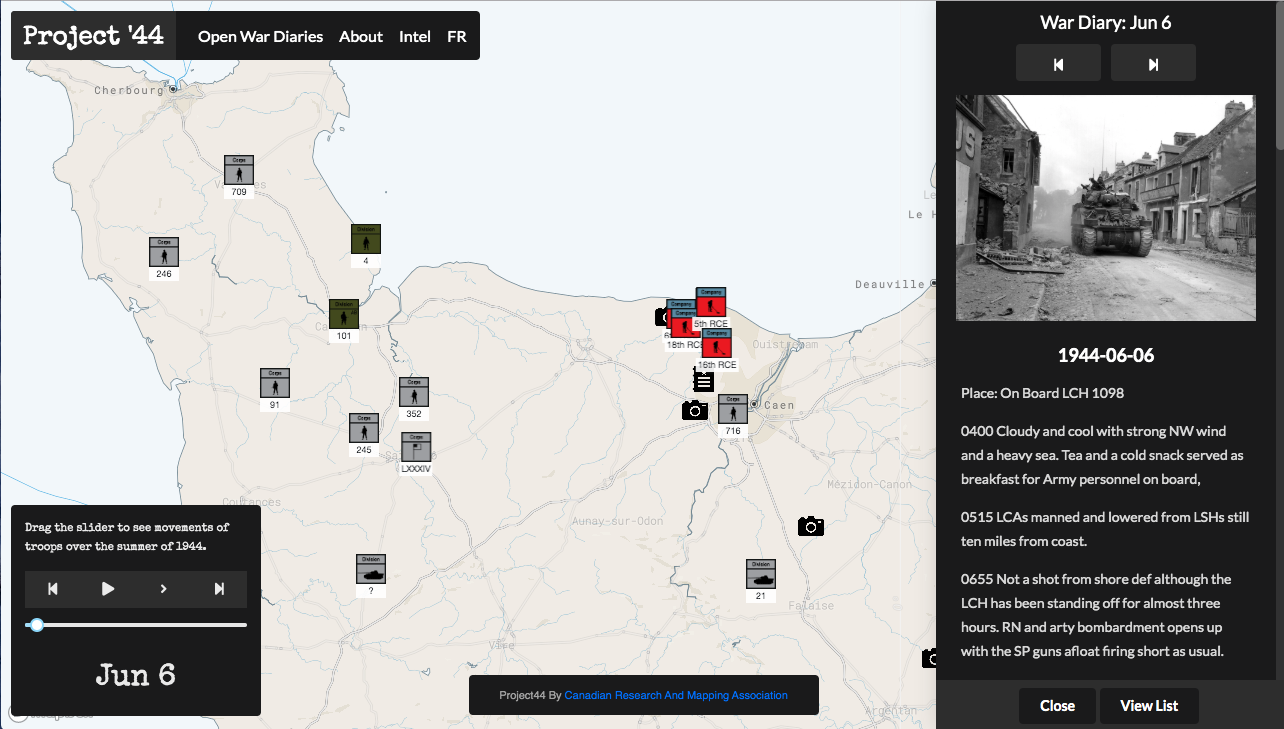 Project '44
Open War Diaries About Intel FR
Cherbourg
Corps
709
Corps
246
Division
4
Division
101
Corps
91
Corps
352
Corps
245
Corps
LXXXIV
Coutances
Division
?
Deauville
Le H
Company
5th RCE
Company
Company
18th RCE
Company
16th RCE
Ouistreham
Caen
Corps
716
Mézidon-Canon
Aunay-sur-Odon
Division
21
Falaise
Vire
Argentan
Drag the slider to see movements of
troops over the summer of 1944.
Jun 6
Project44 By Canadian Research And Mapping Association
War Diary: Jun 6
US
1944-06-06
Place: On Board LCH 1098
0400 Cloudy and cool with strong NW wind
and a heavy sea. Tea and a cold snack served as
breakfast for Army personnel on board,
0515 LCAs manned and lowered from LSHs still
ten miles from coast.
0655 Not a shot from shore def although the
LCH has been standing off for almost three
hours. RN and arty bombardment opens up
with the SP guns afloat firing short as usual.
Close View List